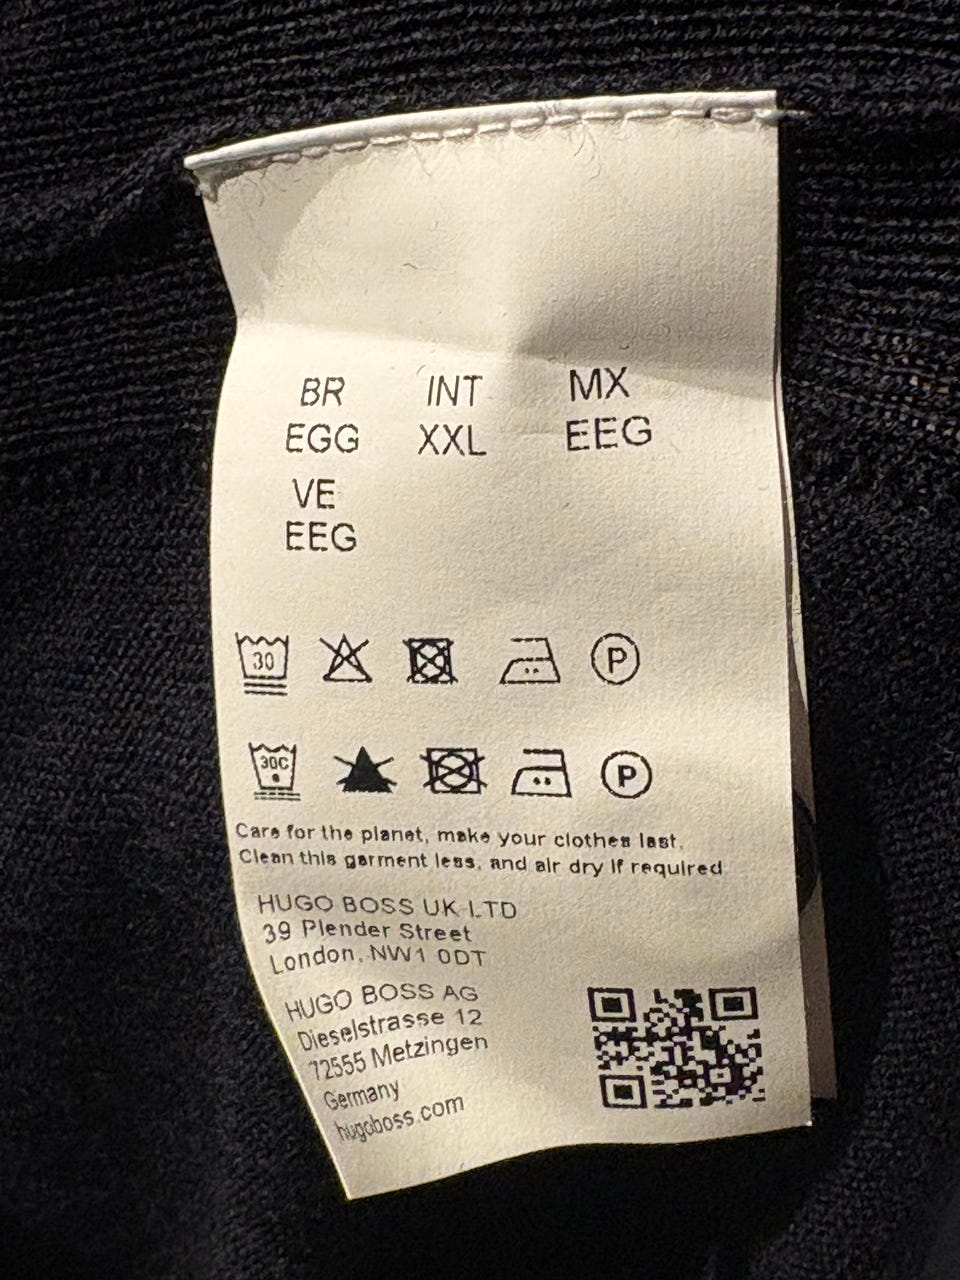 BR INT MX
EGG XXL EEG
VE
EEG
30 P
30C P
Care for the planet, make your clothes last.
Clean this garment less, and air dry if required
HUGO BOSS UK LTD
39 Plender Street
London, NW1 0DT
HUGO BOSS AG
Dieselstrasse 12
72555 Metzingen
Germany
hugoboss.com